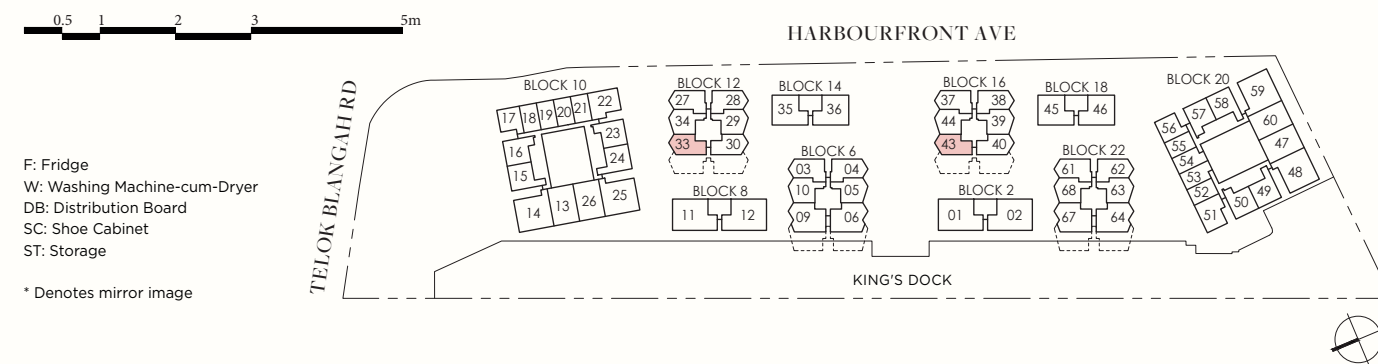 0.5 1 2 3 5m
HARBOURFRONT AVE
TELOK BLANGAH RD
F: Fridge
W: Washing Machine-cum-Dryer
DB: Distribution Board
SC: Shoe Cabinet
ST: Storage
* Denotes mirror image
BLOCK 10
17 18 19 20 21 22
16 23
15 24
14 13 26 25
BLOCK 12
27 28
34 29
33 30
BLOCK 14
35 36
BLOCK 16
37 38
44 39
43 40
BLOCK 18
45 46
BLOCK 20
59
58
57 60
56
55 47
54
53 48
52 49
51 50
BLOCK 8
11 12
BLOCK 6
03 04
10 05
09 06
BLOCK 2
01 02
BLOCK 22
61 62
68 63
67 64
KING'S DOCK